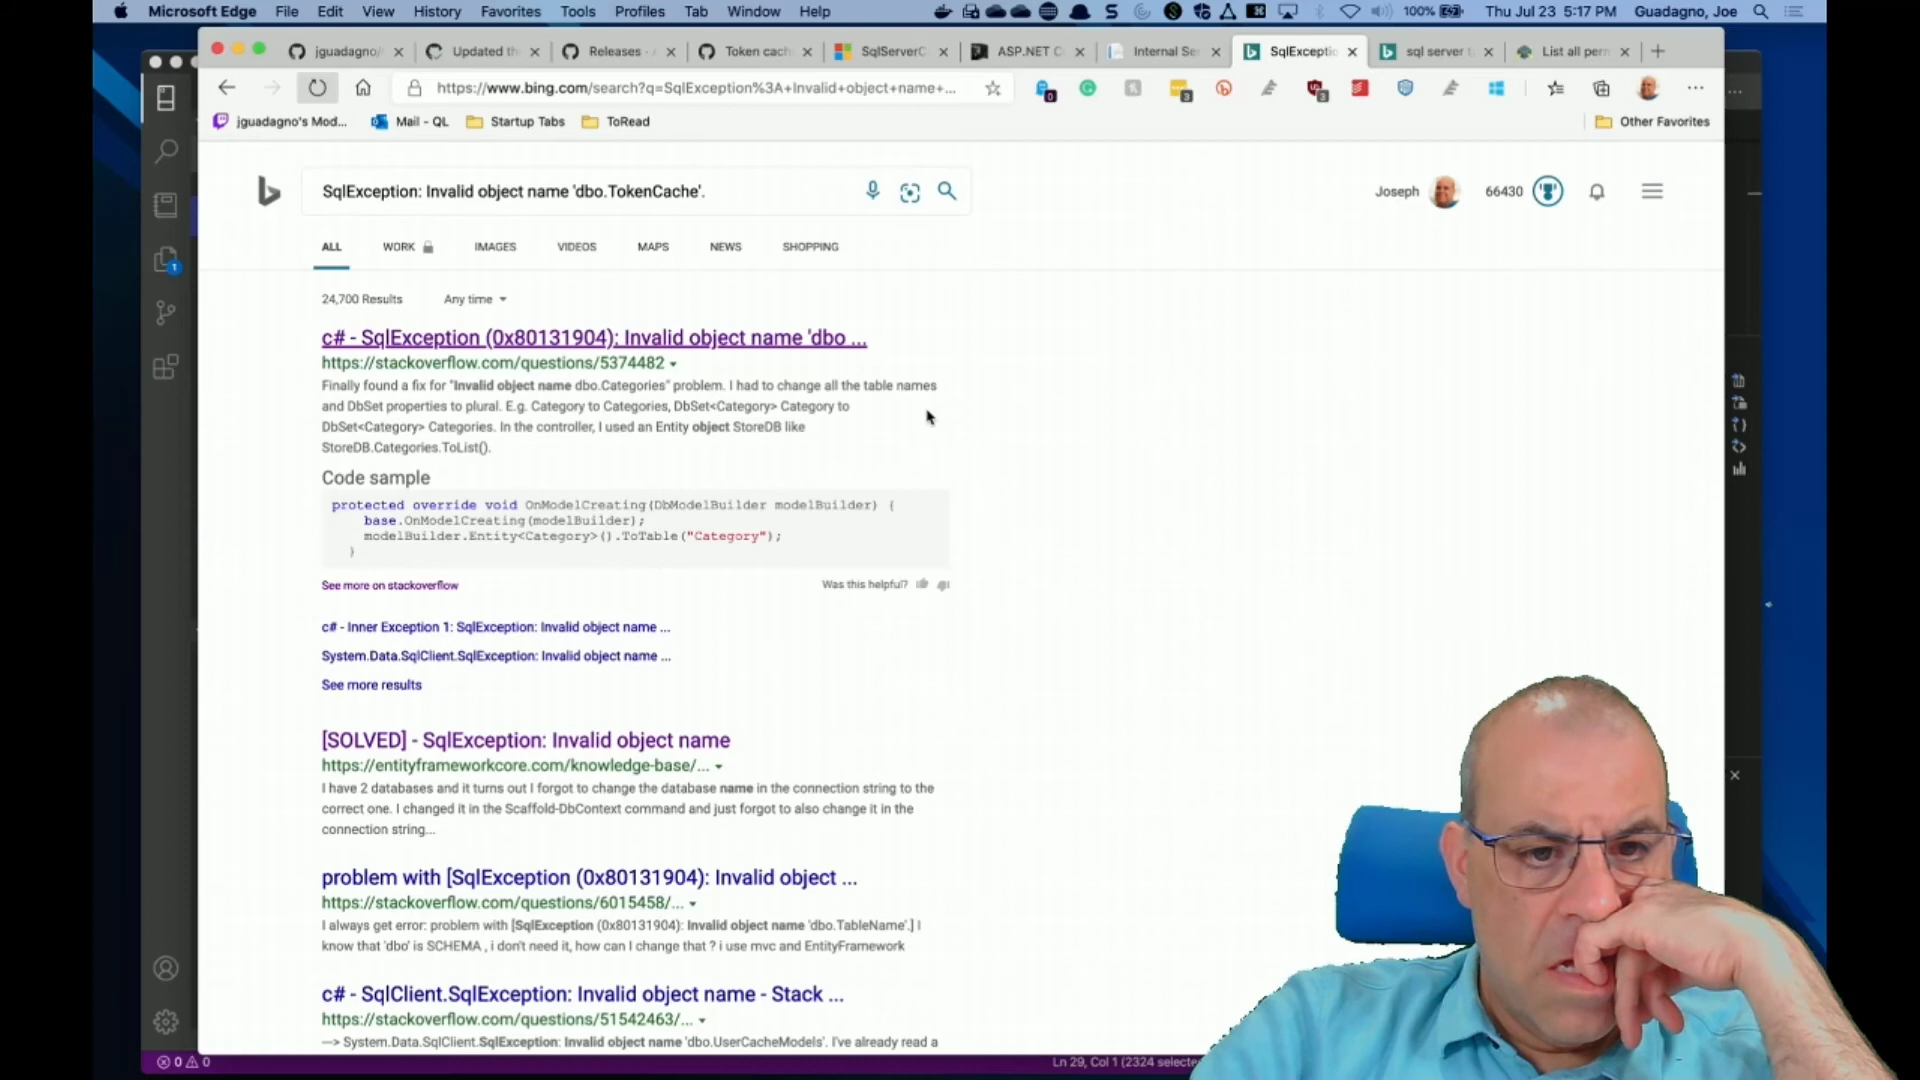 Microsoft Edge File Edit View History Favorites Tools Profiles Tab Window Help 100% Thu Jul 23 5:17 PM Guadagno, Joe
jguadagno/ Updated th Releases · Token cach SqlServerC ASP.NET C Internal Se SqlExceptio sql server t List all perm
https://www.bing.com/search?q=SqlException%3A+Invalid+object+name+...
jguadagno's Mod... Mail - QL Startup Tabs ToRead Other Favorites
SqlException: Invalid object name 'dbo.TokenCache'.
Joseph 66430
ALL WORK IMAGES VIDEOS MAPS NEWS SHOPPING
24,700 Results Any time
c# - SqlException (0x80131904): Invalid object name 'dbo ...
https://stackoverflow.com/questions/5374482
Finally found a fix for "Invalid object name dbo.Categories" problem. I had to change all the table names
and DbSet properties to plural. E.g. Category to Categories, DbSet<Category> Category to
DbSet<Category> Categories. In the controller, I used an Entity object StoreDB like
StoreDB.Categories.ToList().
Code sample
protected override void OnModelCreating(DbModelBuilder modelBuilder) {
base.OnModelCreating(modelBuilder);
modelBuilder.Entity<Category>().ToTable("Category");
}
See more on stackoverflow Was this helpful?
c# - Inner Exception 1: SqlException: Invalid object name ...
System.Data.SqlClient.SqlException: Invalid object name ...
See more results
[SOLVED] - SqlException: Invalid object name
https://entityframeworkcore.com/knowledge-base/...
I have 2 databases and it turns out I forgot to change the database name in the connection string to the
correct one. I changed it in the Scaffold-DbContext command and just forgot to also change it in the
connection string...
problem with [SqlException (0x80131904): Invalid object ...
https://stackoverflow.com/questions/6015458/...
I always get error: problem with [SqlException (0x80131904): Invalid object name 'dbo.TableName'.] I
know that 'dbo' is SCHEMA , i don't need it, how can I change that ? i use mvc and EntityFramework
c# - SqlClient.SqlException: Invalid object name - Stack ...
https://stackoverflow.com/questions/51542463/...
---> System.Data.SqlClient.SqlException: Invalid object name 'dbo.UserCacheModels'. I've already read a
0 0 Ln 29, Col 1 (2324 selecte